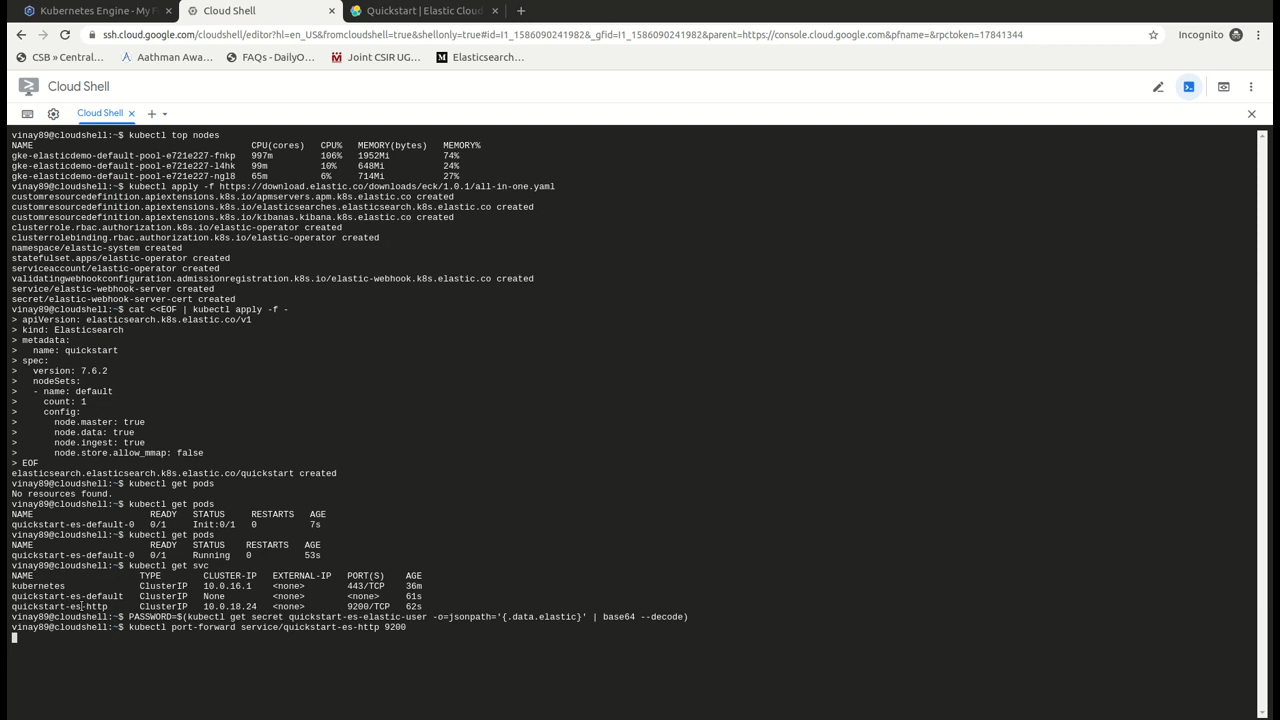 Kubernetes Engine - My F
Cloud Shell
Quickstart | Elastic Cloud
ssh.cloud.google.com/cloudshell/editor?hl=en_US&fromcloudshell=true&shellonly=true#id=I1_1586090241982&_gfid=I1_1586090241982&parent=https://console.cloud.google.com&pfname=&rpctoken=17841344
Incognito
CSB » Central…
Aathman Awa…
FAQs - DailyO…
Joint CSIR UG…
Elasticsearch…
Cloud Shell
Cloud Shell
vinay89@cloudshell:~$ kubectl top nodes
NAME CPU(cores) CPU% MEMORY(bytes) MEMORY%
gke-elasticdemo-default-pool-e721e227-fnkp 997m 106% 1952Mi 74%
gke-elasticdemo-default-pool-e721e227-l4hk 99m 10% 648Mi 24%
gke-elasticdemo-default-pool-e721e227-ngl8 65m 6% 714Mi 27%
vinay89@cloudshell:~$ kubectl apply -f https://download.elastic.co/downloads/eck/1.0.1/all-in-one.yaml
customresourcedefinition.apiextensions.k8s.io/apmservers.apm.k8s.elastic.co created
customresourcedefinition.apiextensions.k8s.io/elasticsearches.elasticsearch.k8s.elastic.co created
customresourcedefinition.apiextensions.k8s.io/kibanas.kibana.k8s.elastic.co created
clusterrole.rbac.authorization.k8s.io/elastic-operator created
clusterrolebinding.rbac.authorization.k8s.io/elastic-operator created
namespace/elastic-system created
statefulset.apps/elastic-operator created
serviceaccount/elastic-operator created
validatingwebhookconfiguration.admissionregistration.k8s.io/elastic-webhook.k8s.elastic.co created
service/elastic-webhook-server created
secret/elastic-webhook-server-cert created
vinay89@cloudshell:~$ cat <<EOF | kubectl apply -f -
> apiVersion: elasticsearch.k8s.elastic.co/v1
> kind: Elasticsearch
> metadata:
>   name: quickstart
> spec:
>   version: 7.6.2
>   nodeSets:
>   - name: default
>     count: 1
>     config:
>       node.master: true
>       node.data: true
>       node.ingest: true
>       node.store.allow_mmap: false
> EOF
elasticsearch.elasticsearch.k8s.elastic.co/quickstart created
vinay89@cloudshell:~$ kubectl get pods
No resources found.
vinay89@cloudshell:~$ kubectl get pods
NAME READY STATUS RESTARTS AGE
quickstart-es-default-0 0/1 Init:0/1 0 7s
vinay89@cloudshell:~$ kubectl get pods
NAME READY STATUS RESTARTS AGE
quickstart-es-default-0 0/1 Running 0 53s
vinay89@cloudshell:~$ kubectl get svc
NAME TYPE CLUSTER-IP EXTERNAL-IP PORT(S) AGE
kubernetes ClusterIP 10.0.16.1 <none> 443/TCP 36m
quickstart-es-default ClusterIP None <none> <none> 61s
quickstart-es-http ClusterIP 10.0.18.24 <none> 9200/TCP 62s
vinay89@cloudshell:~$ PASSWORD=$(kubectl get secret quickstart-es-elastic-user -o=jsonpath='{.data.elastic}' | base64 --decode)
vinay89@cloudshell:~$ kubectl port-forward service/quickstart-es-http 9200